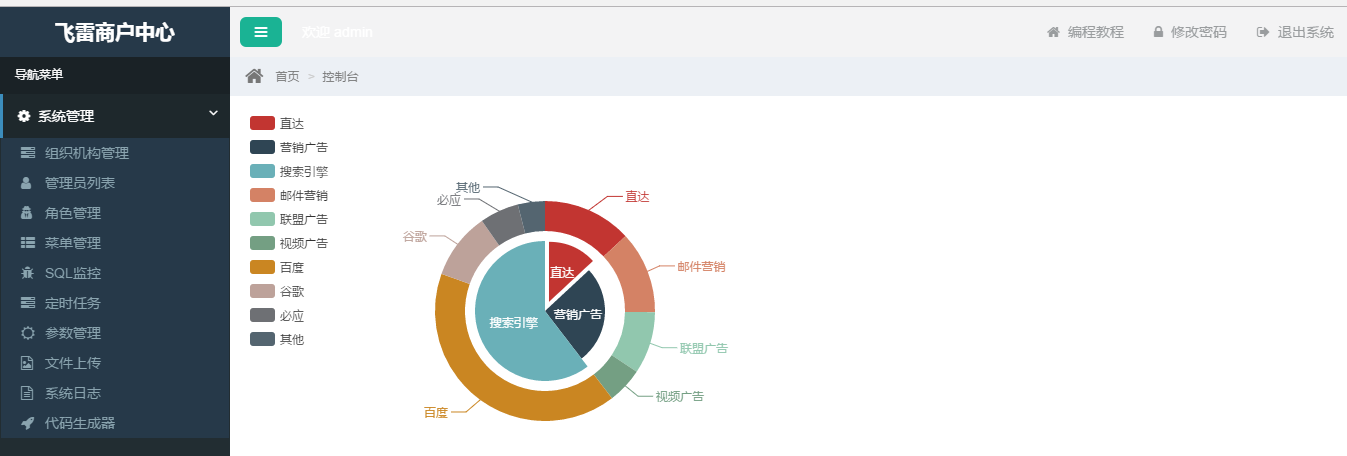 飞雷商户中心
欢迎 admin
编程教程
修改密码
退出系统
导航菜单
首页 > 控制台
系统管理
组织机构管理
管理员列表
角色管理
菜单管理
SQL监控
定时任务
参数管理
文件上传
系统日志
代码生成器
直达
营销广告
搜索引擎
邮件营销
联盟广告
视频广告
百度
谷歌
必应
其他
其他
必应
直达
谷歌
邮件营销
直达
营销广告
搜索引擎
联盟广告
视频广告
百度